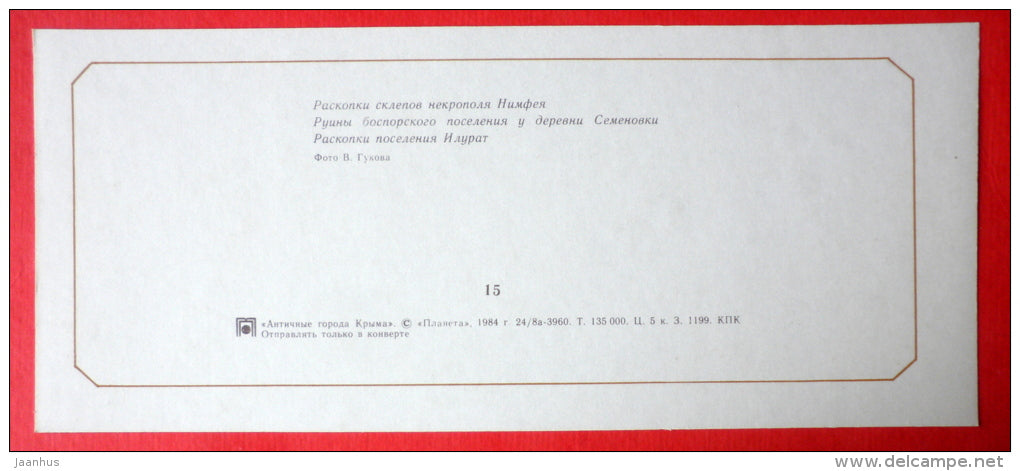 Раскопки склепов некрополя Нимфея
Руины боспорского поселения у деревни Семеновки
Раскопки поселения Илурат
Фото В. Гукова
15
«Античные города Крыма». © «Планета», 1984 г. 24/8а-3960. Т. 135 000. Ц. 5 к. З. 1199. КПК
Отправлять только в конверте
jaanhus
delcampe.net